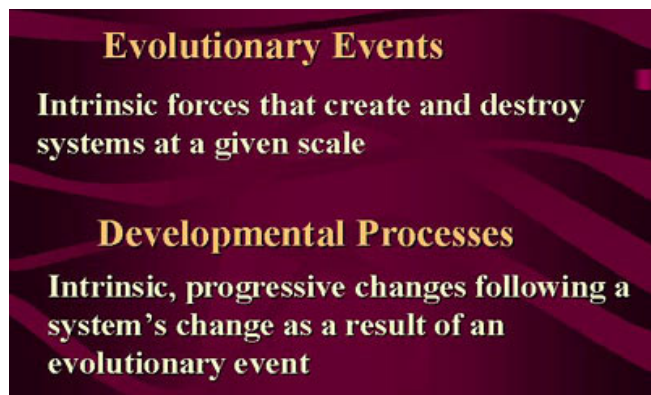 Evolutionary Events
Intrinsic forces that create and destroy
systems at a given scale
Developmental Processes
Intrinsic, progressive changes following a
system's change as a result of an
evolutionary event